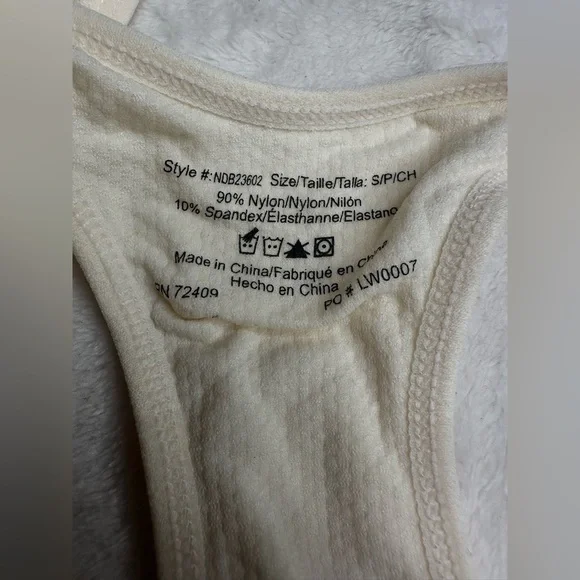 Style #: NDB23602 Size/Taille/Talla: S/P/CH
90% Nylon/Nylon/Nilón
10% Spandex/Élasthanne/Elastano
Made in China/Fabriqué en Chine
Hecho en China
72409 PO # LW0007